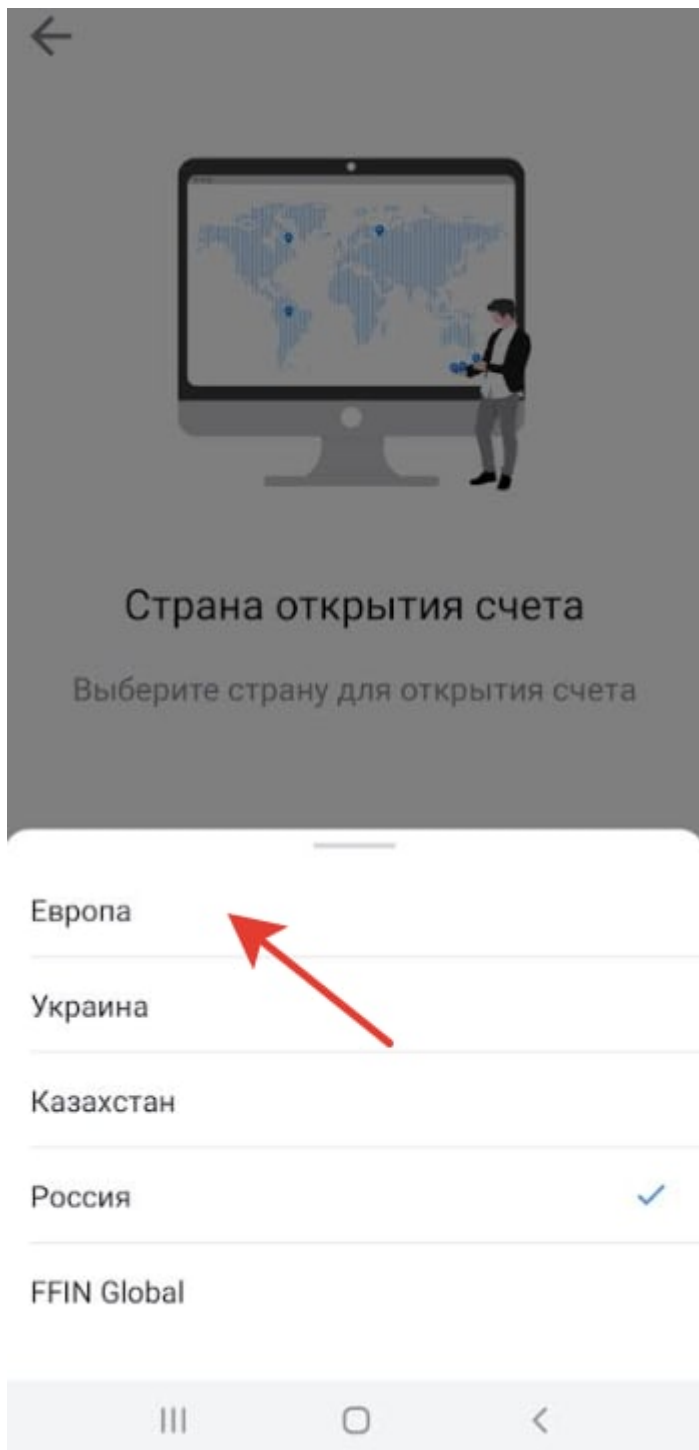 Страна открытия счета
Выберите страну для открытия счета
Европа
Украина
Казахстан
Россия
FFIN Global